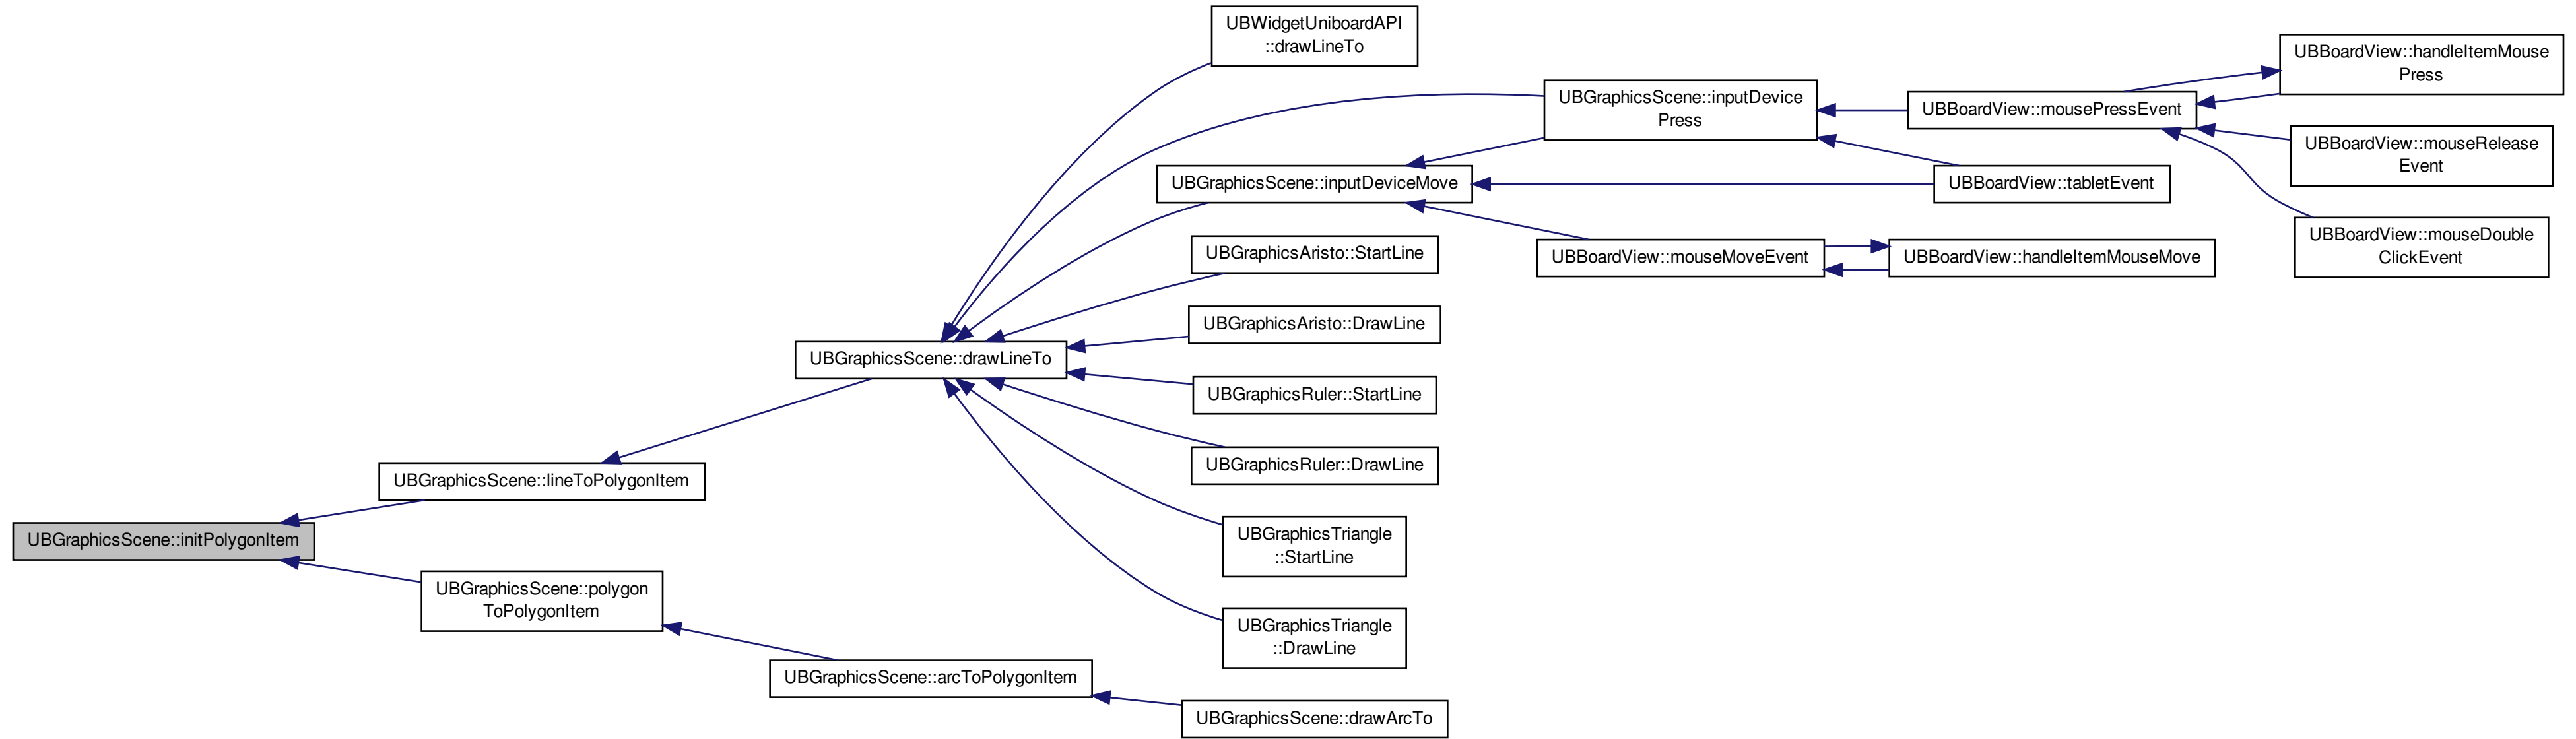 UBWidgetUniboardAPI
::drawLineTo
UBGraphicsScene::inputDevice
Press
UBBoardView::mousePressEvent
UBBoardView::handleItemMouse
Press
UBBoardView::mouseRelease
Event
UBBoardView::mouseDouble
ClickEvent
UBGraphicsScene::inputDeviceMove
UBBoardView::tabletEvent
UBBoardView::mouseMoveEvent
UBBoardView::handleItemMouseMove
UBGraphicsAristo::StartLine
UBGraphicsAristo::DrawLine
UBGraphicsScene::drawLineTo
UBGraphicsRuler::StartLine
UBGraphicsRuler::DrawLine
UBGraphicsScene::lineToPolygonItem
UBGraphicsScene::initPolygonItem
UBGraphicsTriangle
::StartLine
UBGraphicsScene::polygon
ToPolygonItem
UBGraphicsTriangle
::DrawLine
UBGraphicsScene::arcToPolygonItem
UBGraphicsScene::drawArcTo